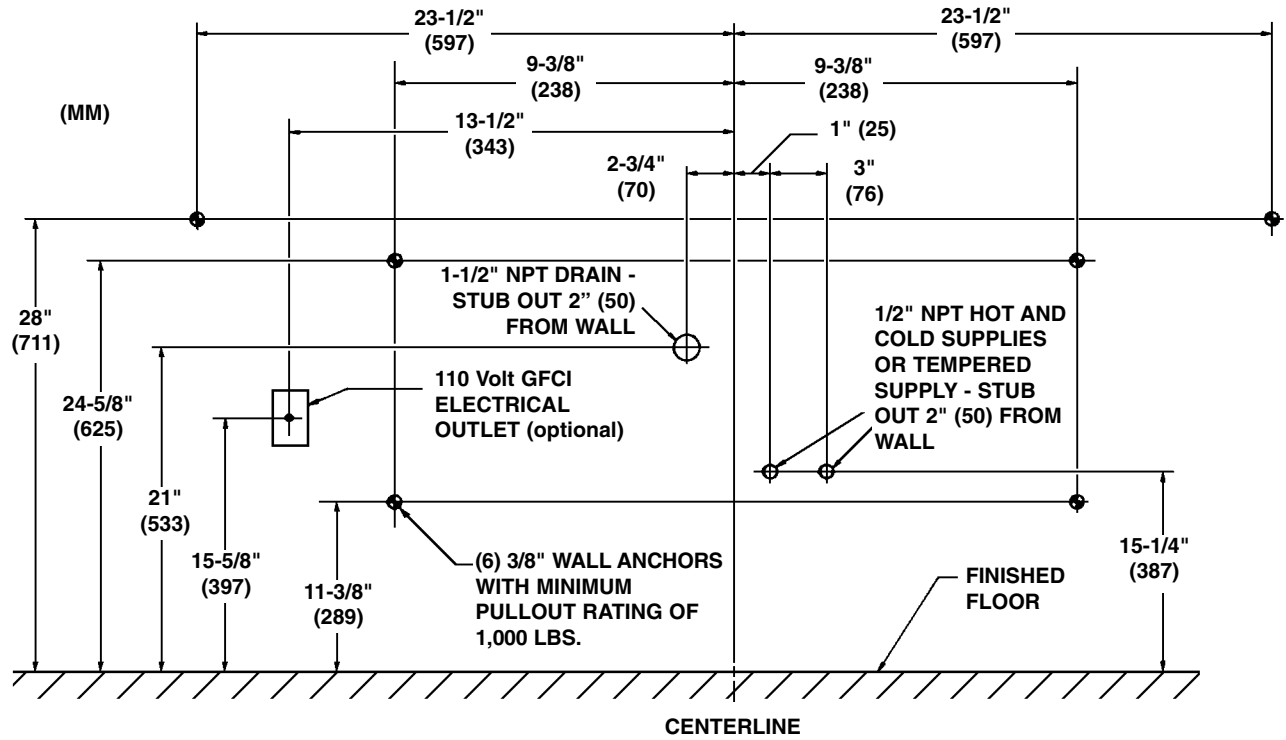 23-1/2"
(597)
23-1/2"
(597)
9-3/8"
(238)
9-3/8"
(238)
(MM)
13-1/2"
(343)
1" (25)
2-3/4"
(70)
3"
(76)
1-1/2" NPT DRAIN -
STUB OUT 2” (50)
FROM WALL
1/2" NPT HOT AND
COLD SUPPLIES
OR TEMPERED
SUPPLY - STUB
OUT 2" (50) FROM
WALL
28"
(711)
24-5/8"
(625)
110 Volt GFCI
ELECTRICAL
OUTLET (optional)
21"
(533)
15-5/8"
(397)
11-3/8"
(289)
(6) 3/8" WALL ANCHORS
WITH MINIMUM
PULLOUT RATING OF
1,000 LBS.
FINISHED
FLOOR
15-1/4"
(387)
CENTERLINE